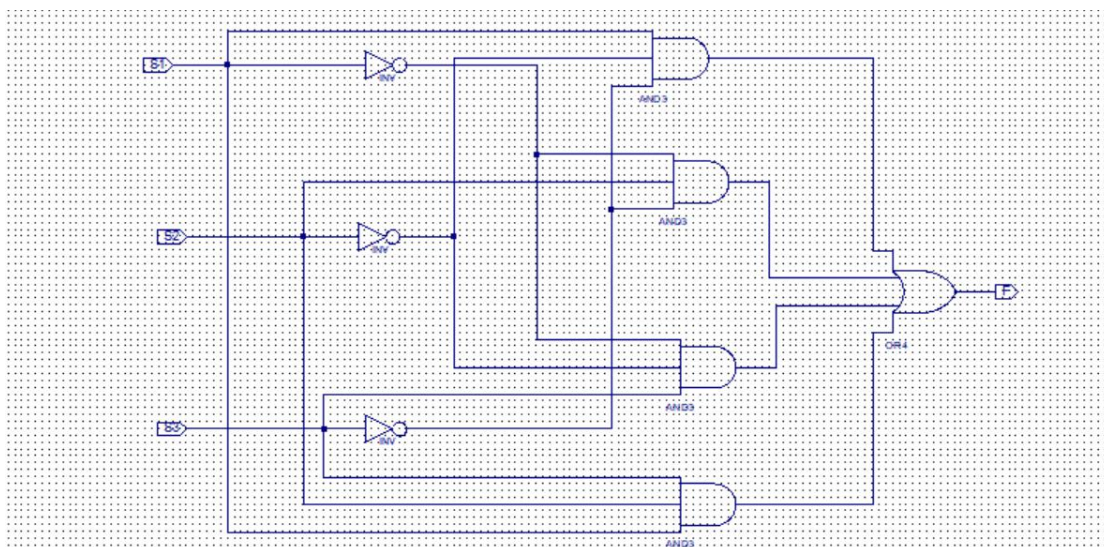 S1
INV
AND3
AND3
S2
INV
F
OR4
AND3
S3
INV
AND3